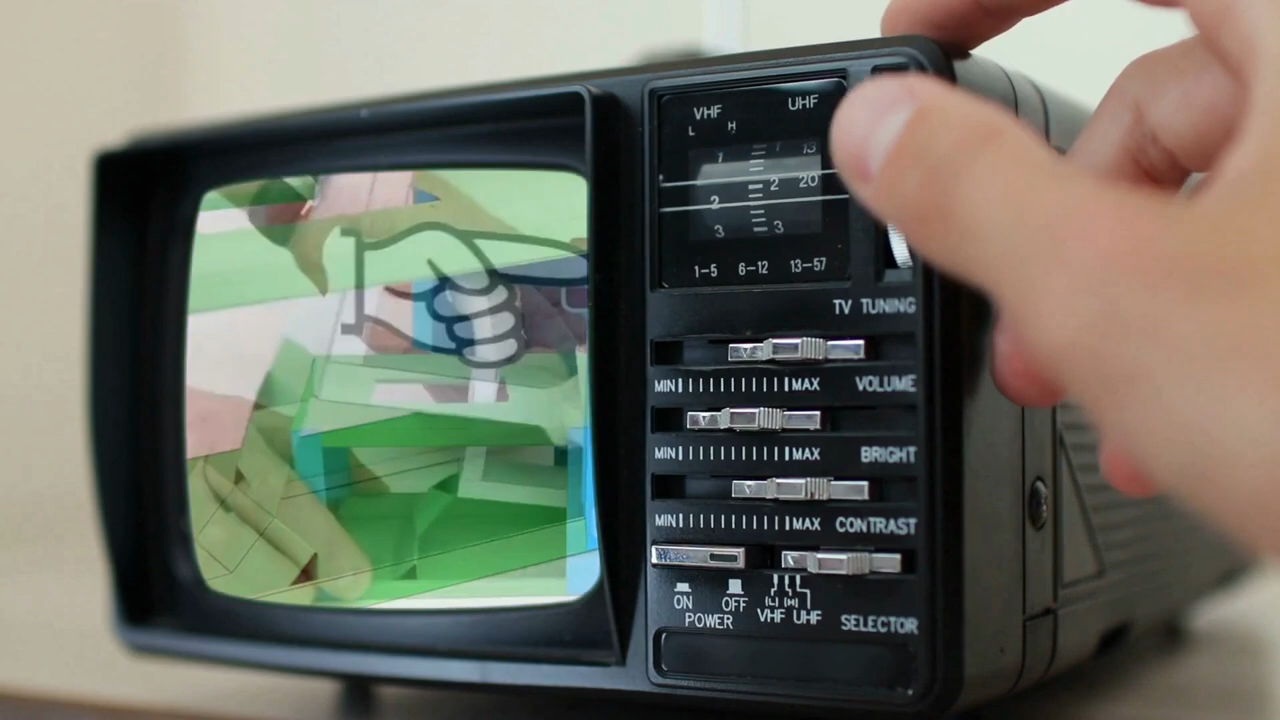 VHF UHF
L H
1 1 13
2 2 20
3 3
1-5 6-12 13-57
TV TUNING
MIN MAX VOLUME
MIN MAX BRIGHT
MIN MAX CONTRAST
ON OFF [L] [H]
POWER VHF UHF SELECTOR